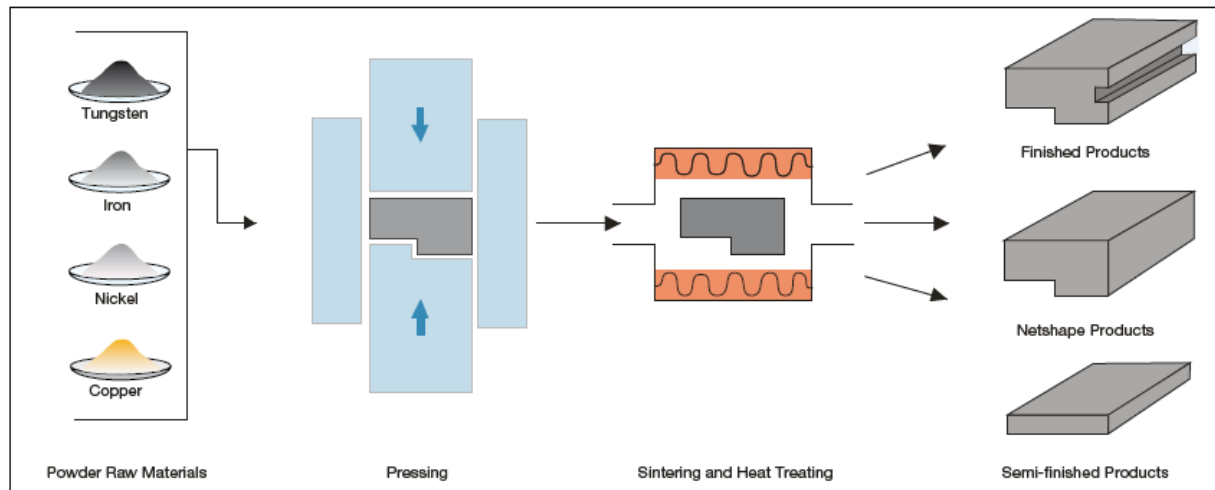 Tungsten
Iron
Nickel
Copper
Powder Raw Materials
Pressing
Sintering and Heat Treating
Finished Products
Netshape Products
Semi-finished Products